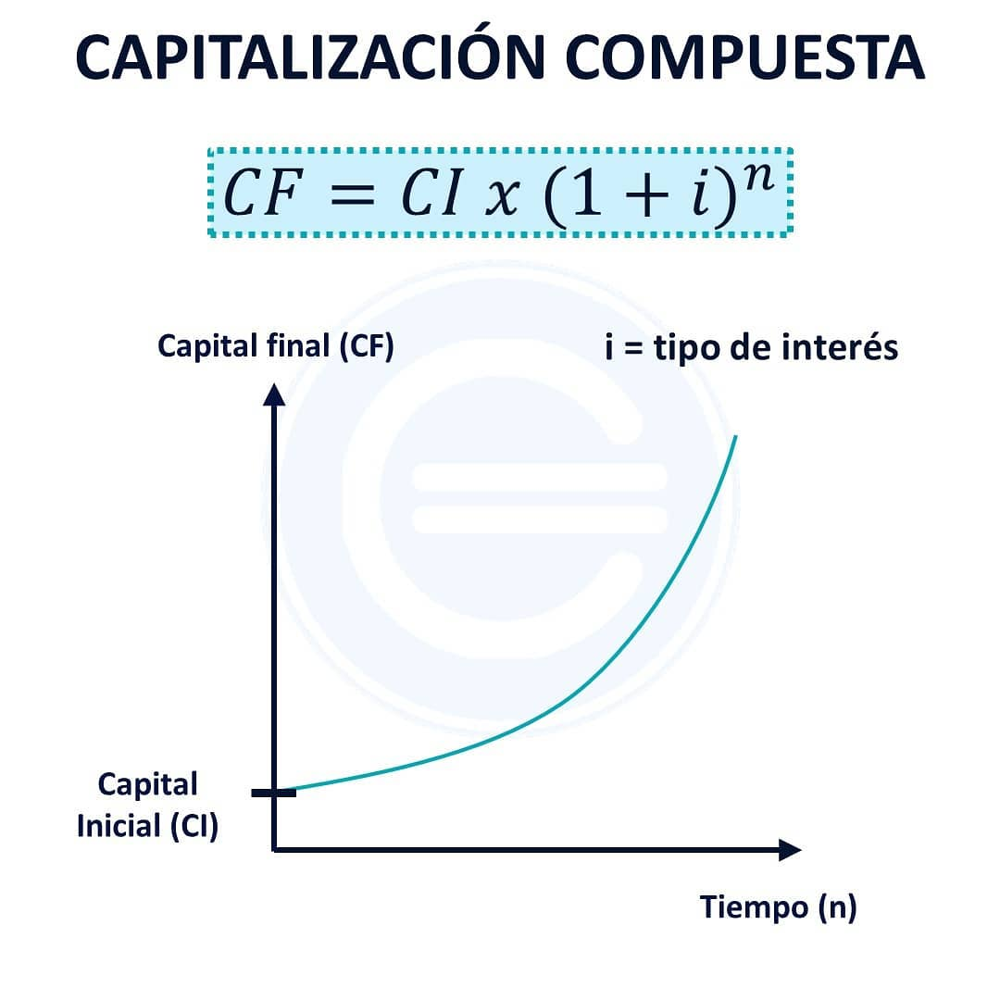 CAPITALIZACIÓN COMPUESTA
CF = CI x (1 + i)ⁿ
Capital final (CF)
i = tipo de interés
Capital
Inicial (CI)
Tiempo (n)